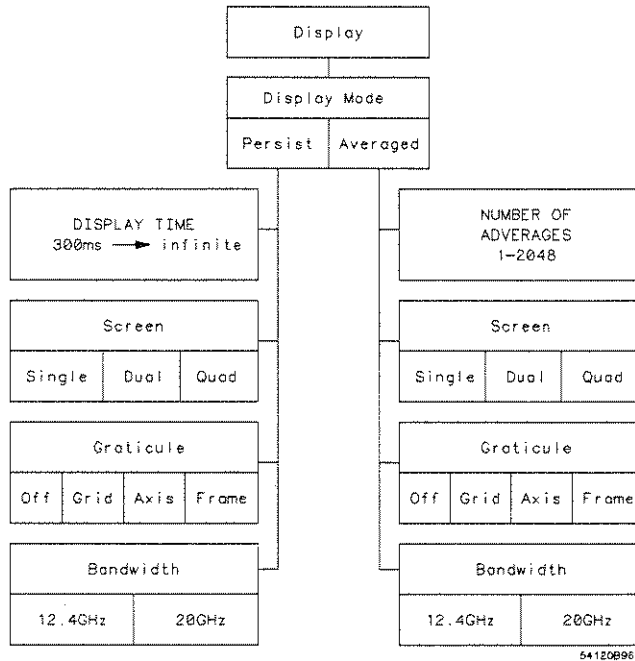 Display
Display Mode
Persist Averaged
DISPLAY TIME
300ms → infinite
Screen
Single Dual Quad
Graticule
Off Grid Axis Frame
Bandwidth
12.4GHz 20GHz
NUMBER OF
ADVERAGES
1-2048
Screen
Single Dual Quad
Graticule
Off Grid Axis Frame
Bandwidth
12.4GHz 20GHz
54120B96